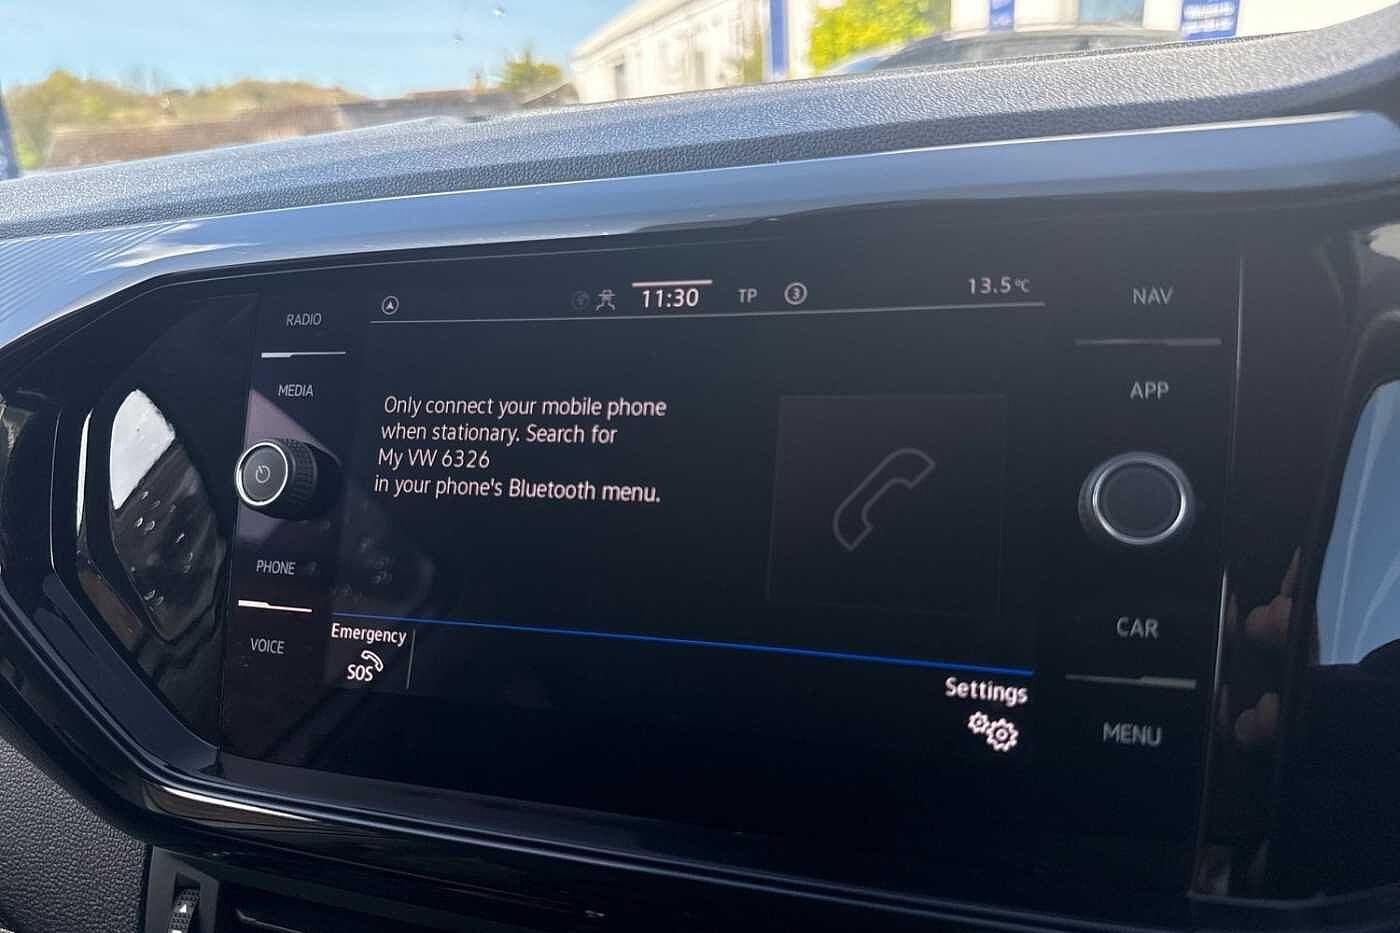 RADIO
MEDIA
PHONE
VOICE
11:30 TP 3 13.5°C
Only connect your mobile phone
when stationary. Search for
My VW 6326
in your phone's Bluetooth menu.
Emergency
SOS
Settings
NAV
APP
CAR
MENU